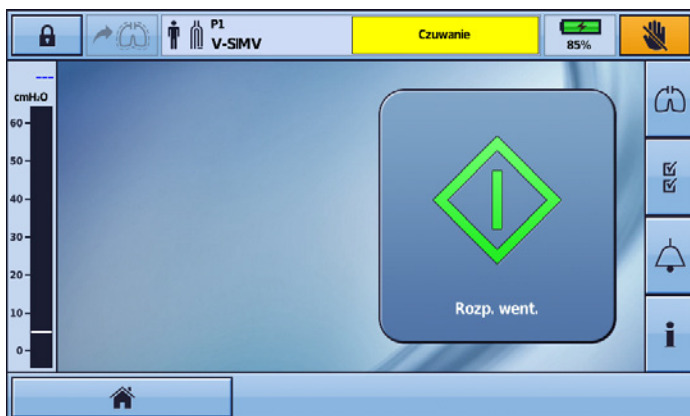 P1
V-SIMV
Czuwanie
85%
---
cmH₂O
60
50
40
30
20
10
0
Rozp. went.